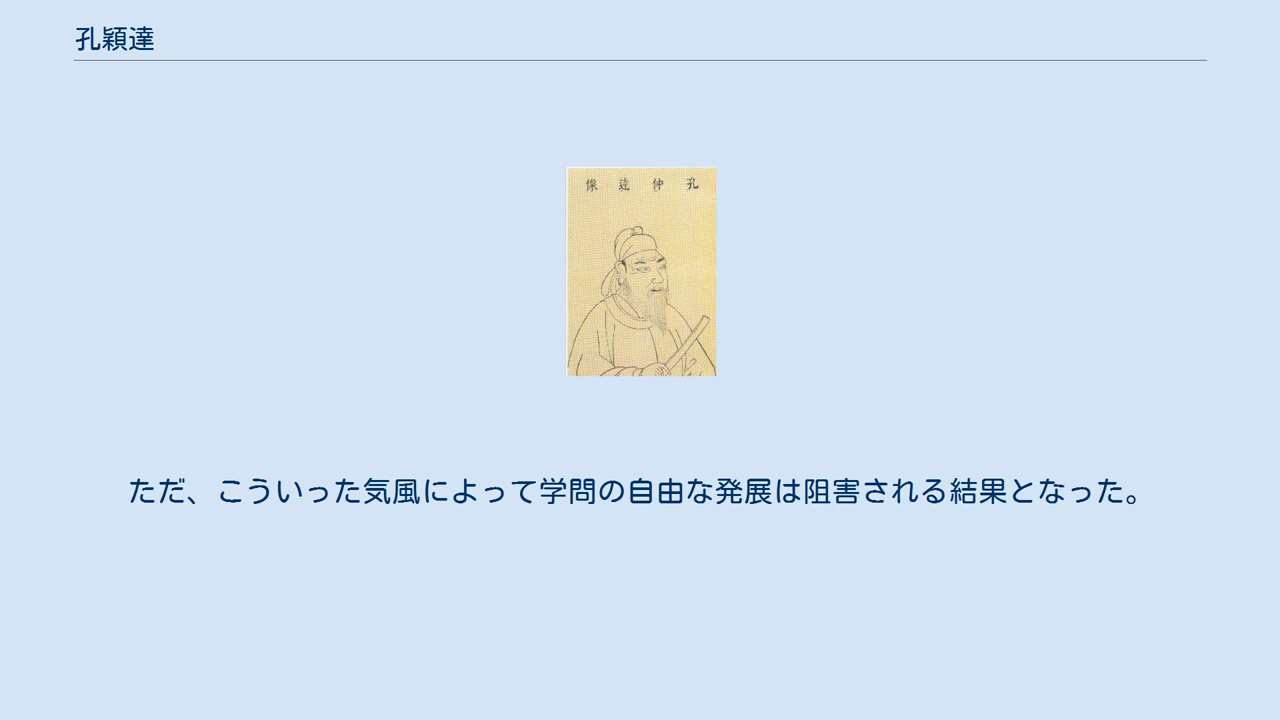 孔穎達
孔仲達像
ただ、こういった気風によって学問の自由な発展は阻害される結果となった。